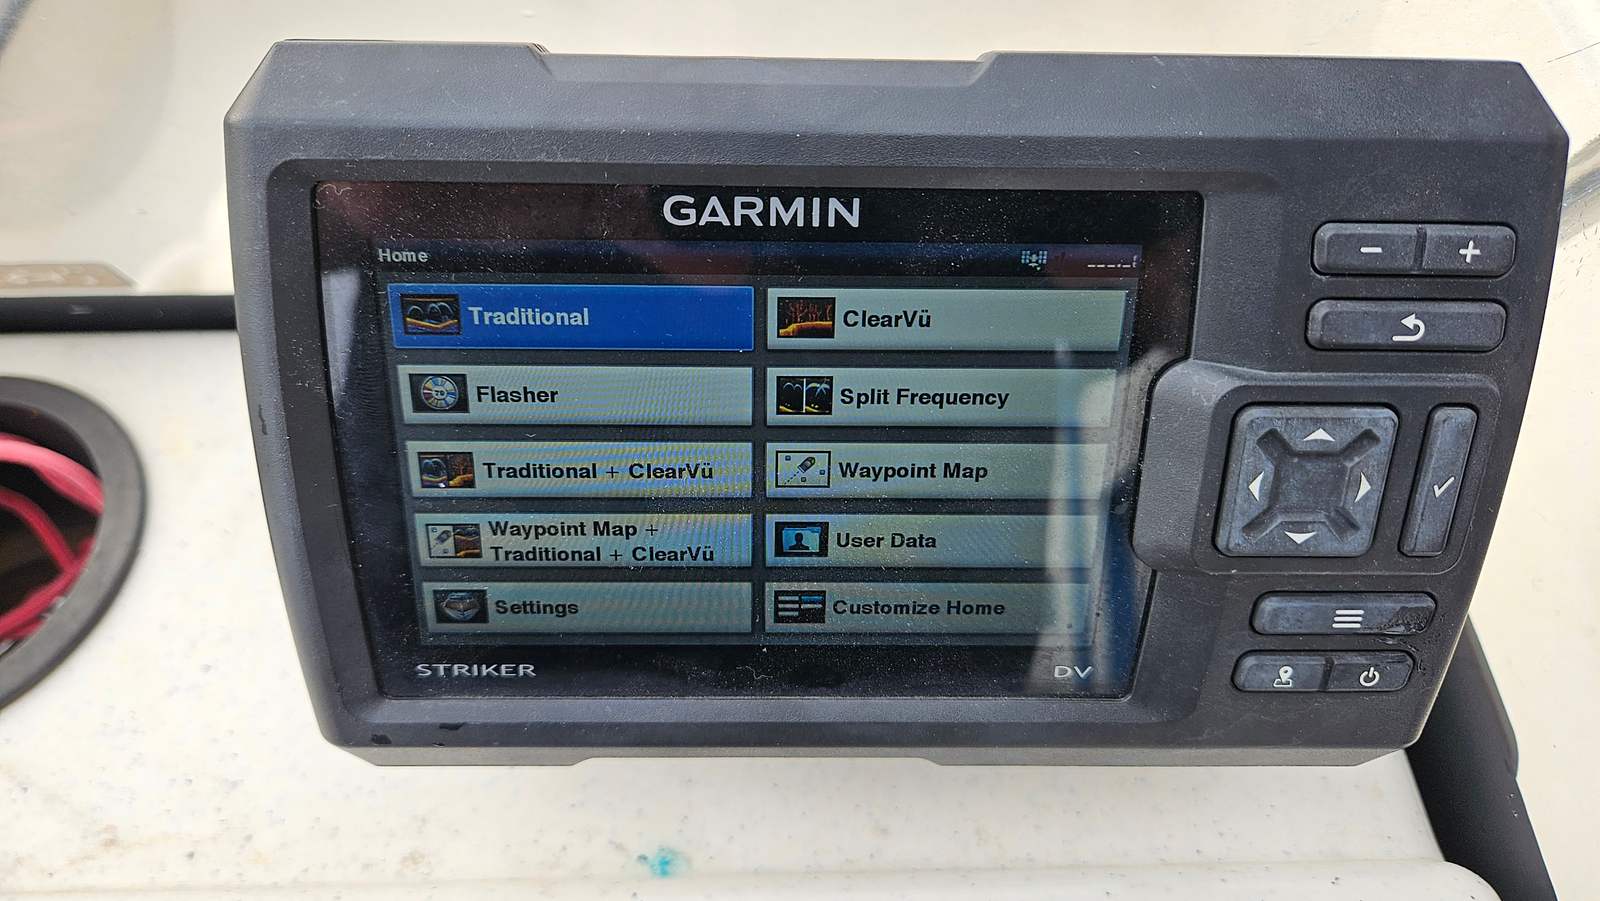 GARMIN
Home
Traditional
ClearVü
Flasher
Split Frequency
Traditional + ClearVü
Waypoint Map
Waypoint Map +
Traditional + ClearVü
User Data
Settings
Customize Home
STRIKER
DV